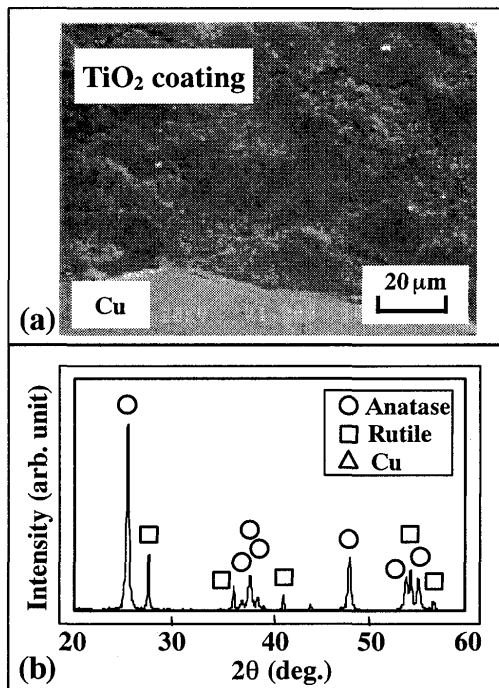 TiO₂ coating
20 μm
Cu
(a)
Intensity (arb. unit)
○ Anatase
□ Rutile
△ Cu
20 30 40 50 60
2θ (deg.)
(b)